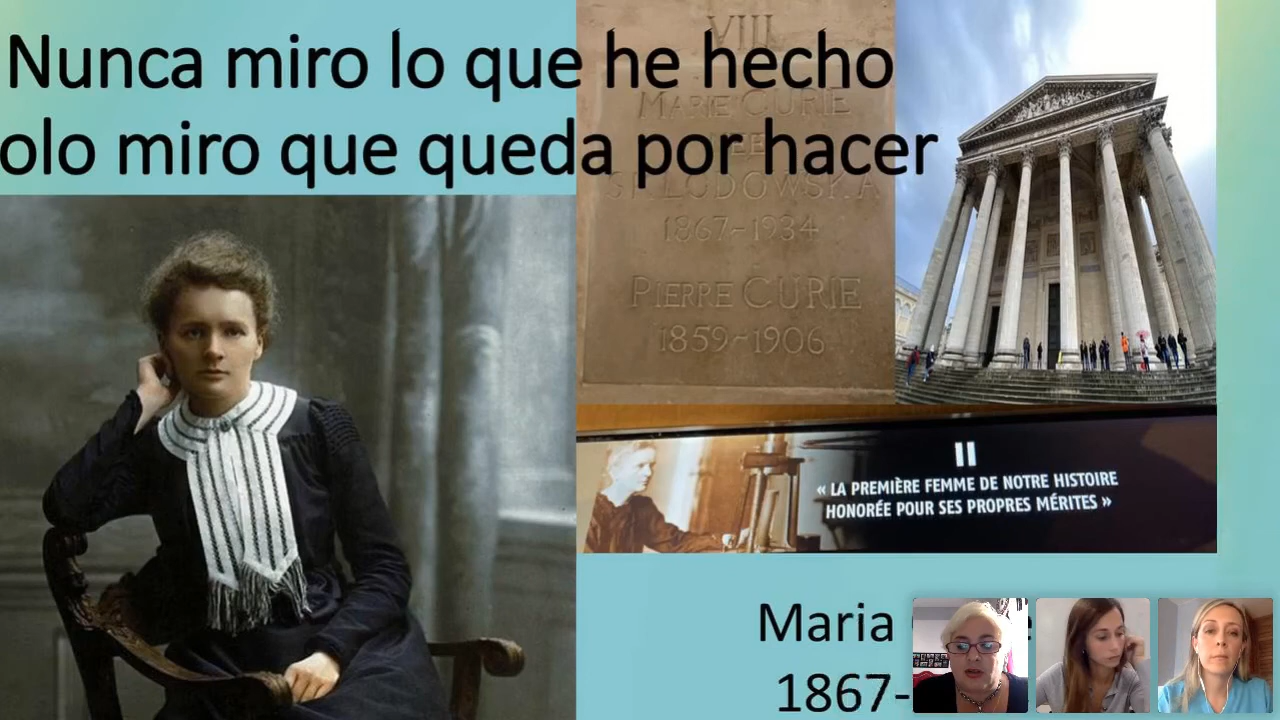 Nunca miro lo que he hecho
olo miro que queda por hacer
VIII
MARIE CURIE
NÉE
SKLODOWSKA
1867-1934
PIERRE CURIE
1859-1906
« LA PREMIÈRE FEMME DE NOTRE HISTOIRE
HONORÉE POUR SES PROPRES MÉRITES »
Maria
1867-